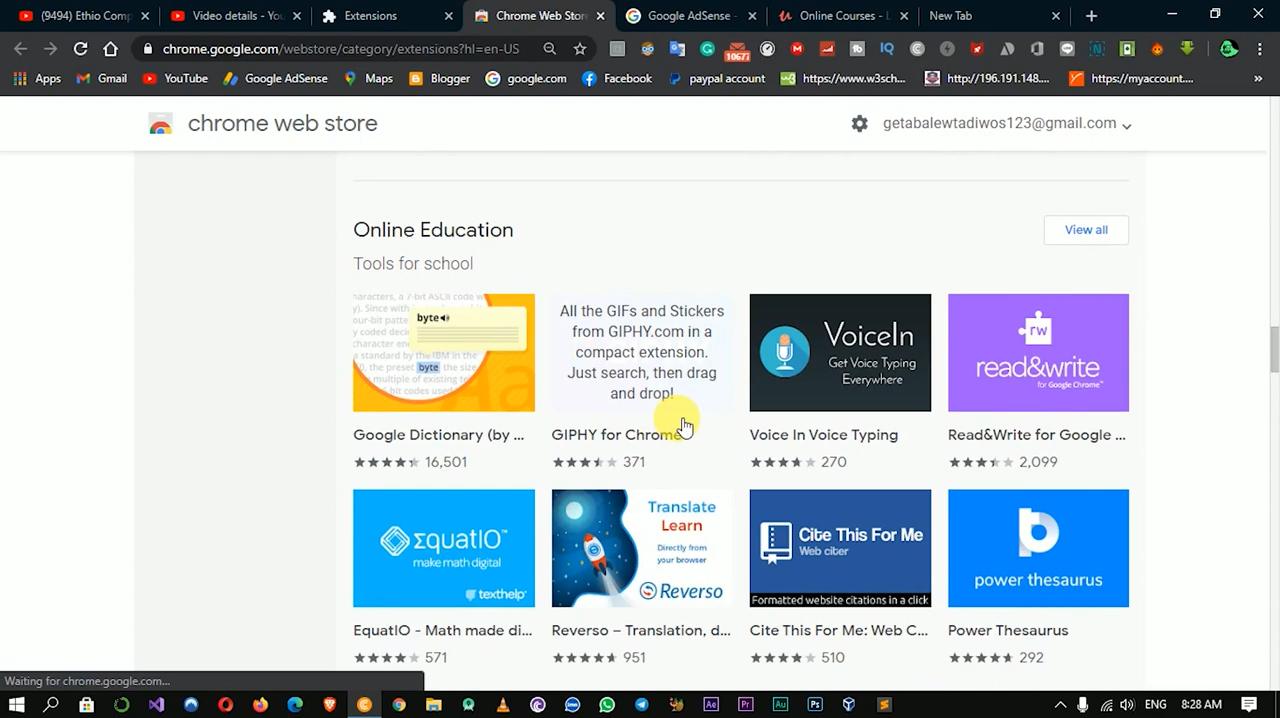 (9494) Ethio Comp
Video details - You
Extensions
Chrome Web Stor
Google AdSense -
Online Courses - L
New Tab
chrome.google.com/webstore/category/extensions?hl=en-US
10677
Apps
Gmail
YouTube
Google AdSense
Maps
Blogger
google.com
Facebook
paypal account
https://www.w3sch...
http://196.191.148....
https://myaccount....
chrome web store
getabalewtadiwos123@gmail.com
Online Education
View all
Tools for school
byte
All the GIFs and Stickers
from GIPHY.com in a
compact extension.
Just search, then drag
and drop!
VoiceIn
Get Voice Typing
Everywhere
rw
read&write
for Google Chrome™
Google Dictionary (by ...
GIPHY for Chrome
Voice In Voice Typing
Read&Write for Google ...
16,501
371
270
2,099
EquatIO™
make math digital
texthelp™
Translate
Learn
Directly from
your browser
Reverso
Cite This For Me
Web citer
Formatted website citations in a click
power thesaurus
EquatIO - Math made di...
Reverso – Translation, d...
Cite This For Me: Web C...
Power Thesaurus
571
951
510
292
Waiting for chrome.google.com...
ENG
8:28 AM